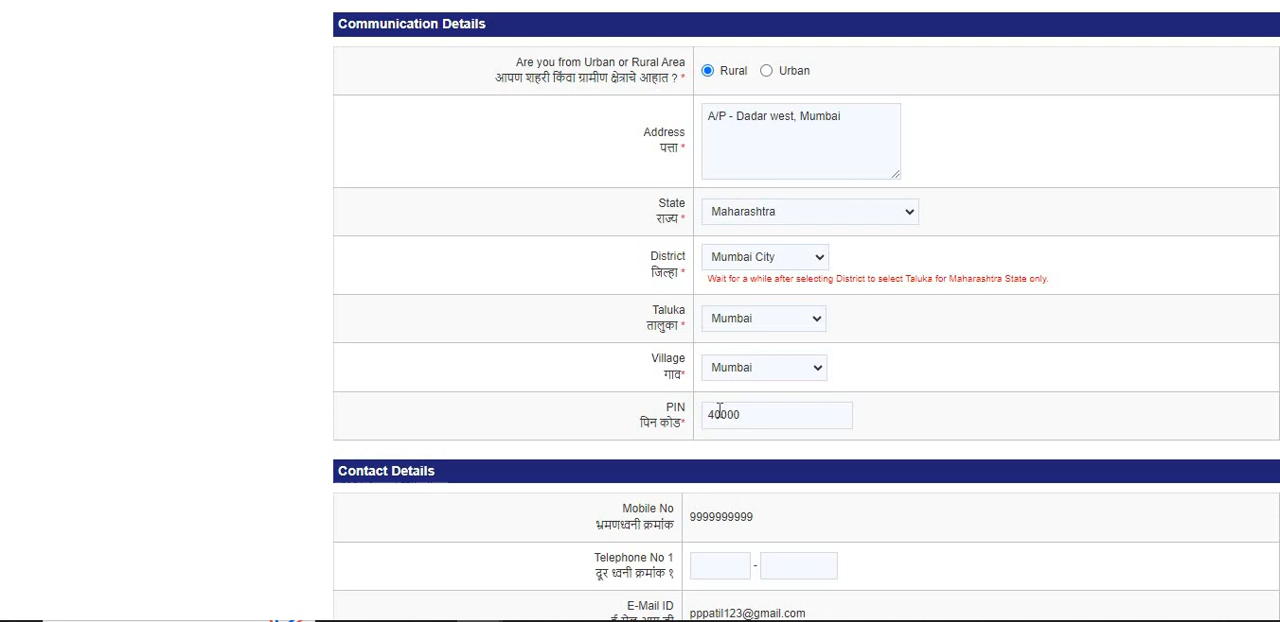 Communication Details
Are you from Urban or Rural Area
आपण शहरी किंवा ग्रामीण क्षेत्राचे आहात ? *
Rural Urban
Address
पत्ता *
A/P - Dadar west, Mumbai
State
राज्य *
Maharashtra
District
जिल्हा *
Mumbai City
Wait for a while after selecting District to select Taluka for Maharashtra State only.
Taluka
तालुका *
Mumbai
Village
गाव*
Mumbai
PIN
पिन कोड*
40000
Contact Details
Mobile No
भ्रमणध्वनी क्रमांक
9999999999
Telephone No 1
दूर ध्वनी क्रमांक १
-
E-Mail ID
pppatil123@gmail.com